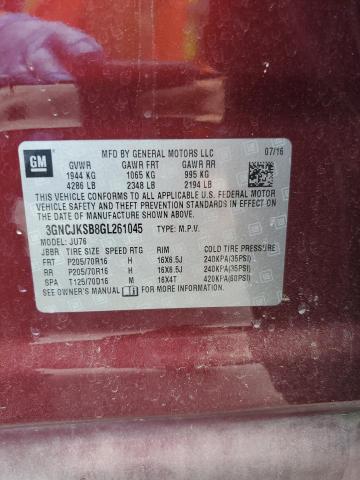 GM
MFD BY GENERAL MOTORS LLC 07/16
GVWR GAWR FRT GAWR RR
1944 KG 1065 KG 995 KG
4286 LB 2348 LB 2194 LB
THIS VEHICLE CONFORMS TO ALL APPLICABLE U.S. FEDERAL MOTOR
VEHICLE SAFETY AND THEFT PREVENTION STANDARDS IN EFFECT ON
THE DATE OF MANUFACTURE SHOWN ABOVE.
3GNCJKSB8GL261045 TYPE: M.P.V.
MODEL: JU76
JBBR TIRE SIZE SPEED RTG RIM COLD TIRE PRESSURE
FRT P205/70R16 H 16X6.5J 240KPA(35PSI)
RR P205/70R16 H 16X6.5J 240KPA(35PSI)
SPA T125/70D16 M 16X4T 420KPA(60PSI)
SEE OWNER'S MANUAL FOR MORE INFORMATION.